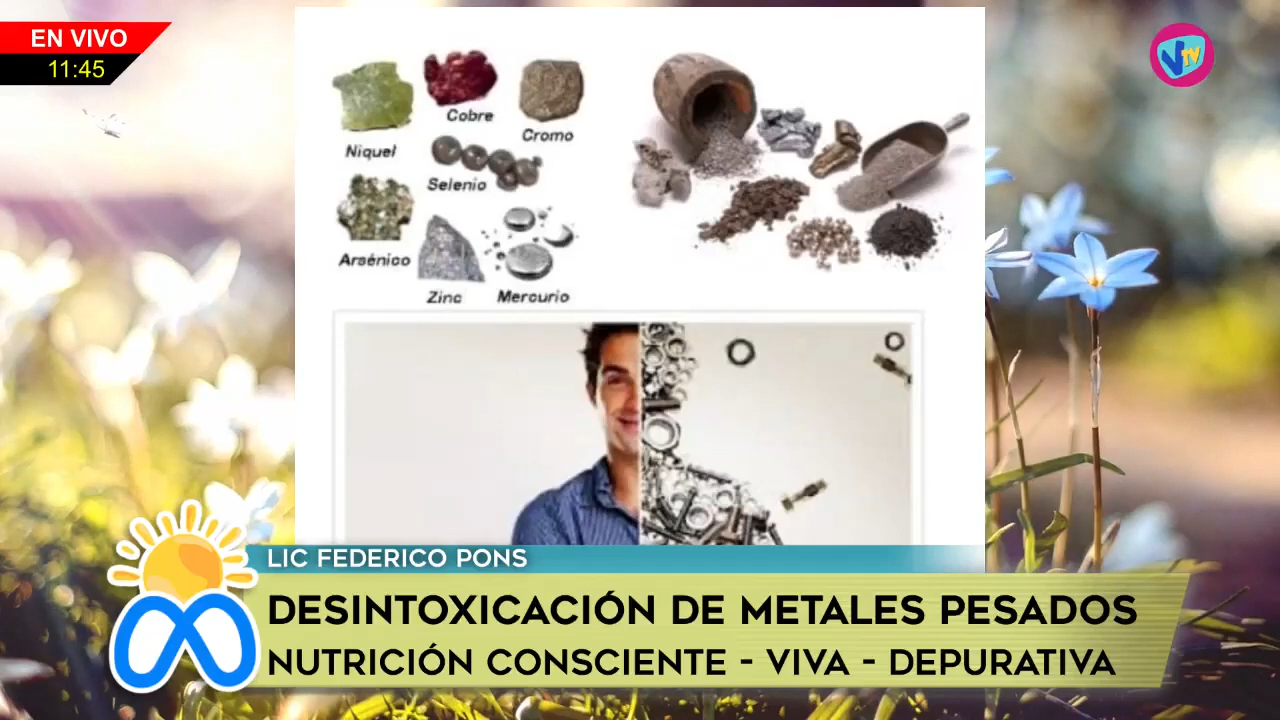 EN VIVO
11:45
VTV
Cobre
Cromo
Niquel
Selenio
Arsénico
Zinc
Mercurio
LIC FEDERICO PONS
DESINTOXICACIÓN DE METALES PESADOS
NUTRICIÓN CONSCIENTE - VIVA - DEPURATIVA